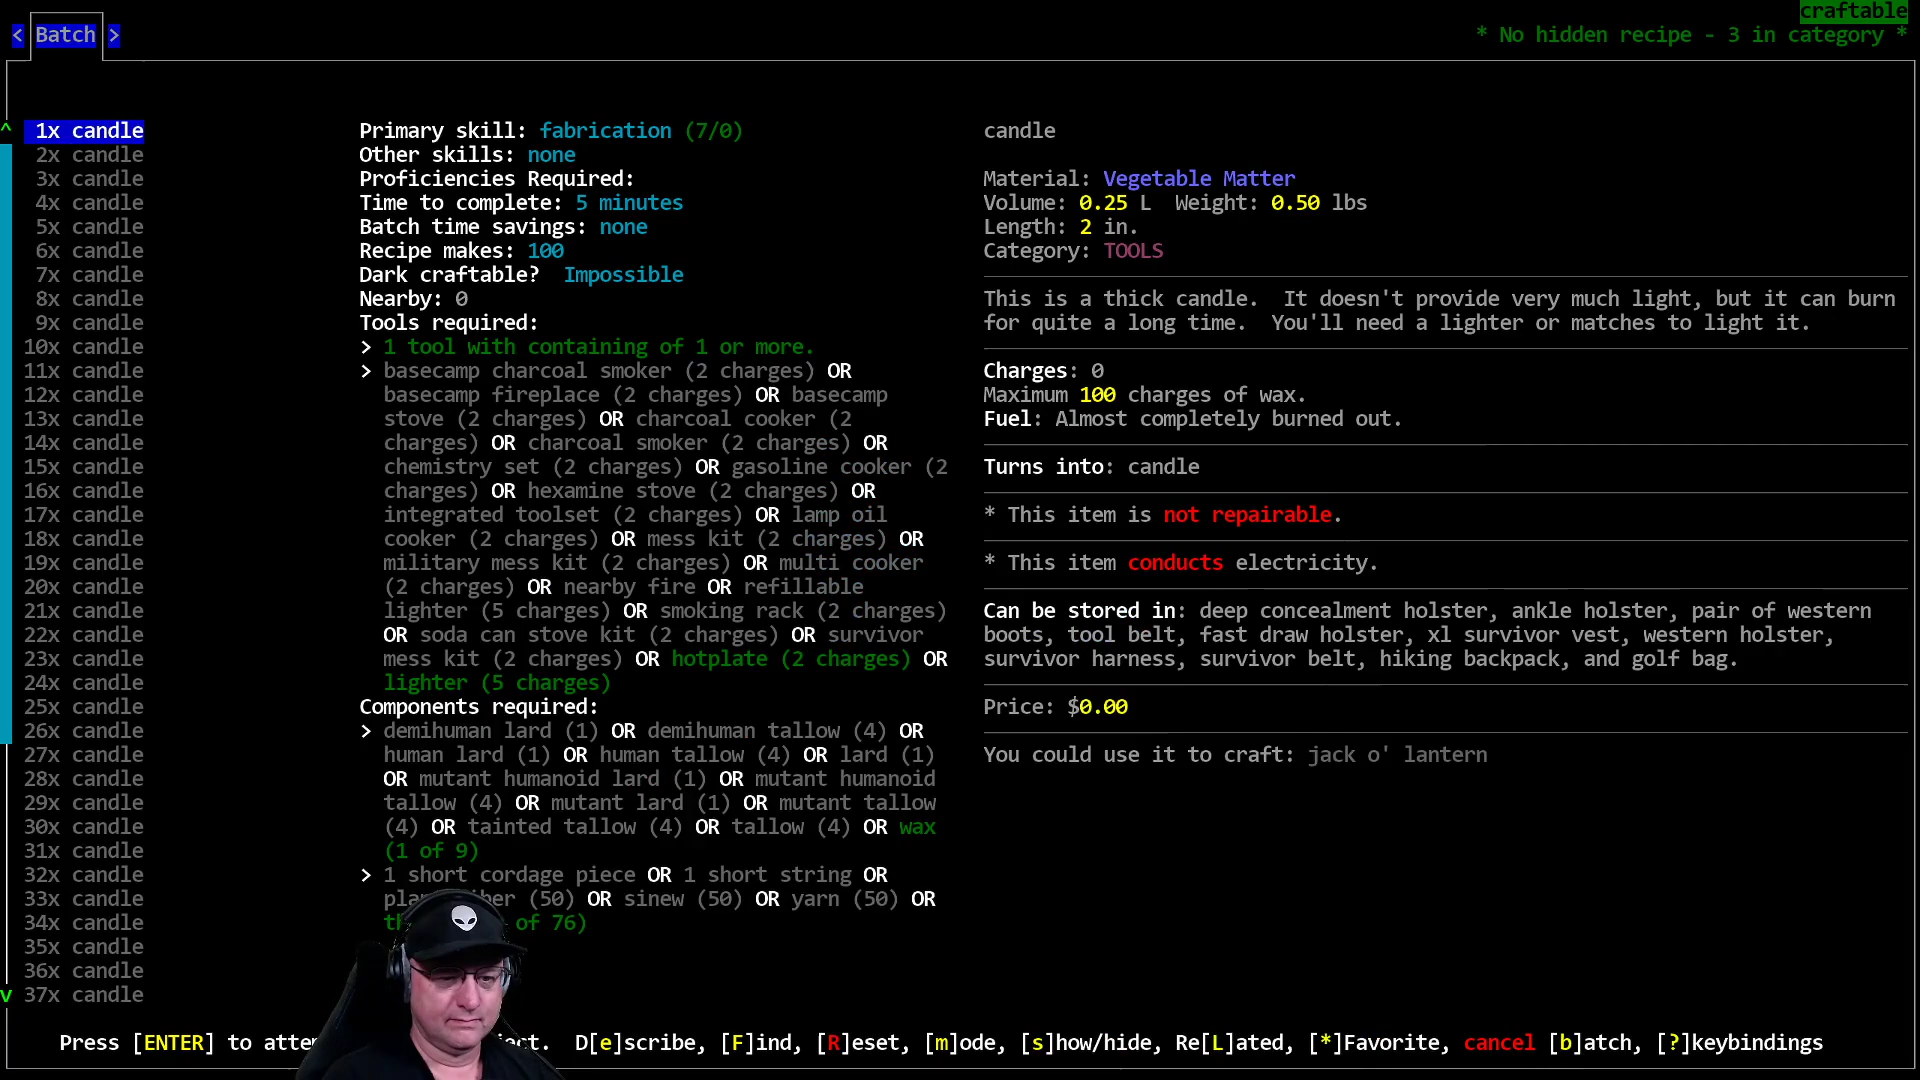 craftable
< Batch >
* No hidden recipe - 3 in category *
^
1x candle
2x candle
3x candle
4x candle
5x candle
6x candle
7x candle
8x candle
9x candle
10x candle
11x candle
12x candle
13x candle
14x candle
15x candle
16x candle
17x candle
18x candle
19x candle
20x candle
21x candle
22x candle
23x candle
24x candle
25x candle
26x candle
27x candle
28x candle
29x candle
30x candle
31x candle
32x candle
33x candle
34x candle
35x candle
36x candle
v 37x candle
Primary skill: fabrication (7/0)
Other skills: none
Proficiencies Required:
Time to complete: 5 minutes
Batch time savings: none
Recipe makes: 100
Dark craftable? Impossible
Nearby: 0
Tools required:
> 1 tool with containing of 1 or more.
> basecamp charcoal smoker (2 charges) OR
basecamp fireplace (2 charges) OR basecamp
stove (2 charges) OR charcoal cooker (2
charges) OR charcoal smoker (2 charges) OR
chemistry set (2 charges) OR gasoline cooker (2
charges) OR hexamine stove (2 charges) OR
integrated toolset (2 charges) OR lamp oil
cooker (2 charges) OR mess kit (2 charges) OR
military mess kit (2 charges) OR multi cooker
(2 charges) OR nearby fire OR refillable
lighter (5 charges) OR smoking rack (2 charges)
OR soda can stove kit (2 charges) OR survivor
mess kit (2 charges) OR hotplate (2 charges) OR
lighter (5 charges)
Components required:
> demihuman lard (1) OR demihuman tallow (4) OR
human lard (1) OR human tallow (4) OR lard (1)
OR mutant humanoid lard (1) OR mutant humanoid
tallow (4) OR mutant lard (1) OR mutant tallow
(4) OR tainted tallow (4) OR tallow (4) OR wax
(1 of 9)
> 1 short cordage piece OR 1 short string OR
(50) OR sinew (50) OR yarn (50) OR
of 76)
candle
Material: Vegetable Matter
Volume: 0.25 L Weight: 0.50 lbs
Length: 2 in.
Category: TOOLS
This is a thick candle. It doesn't provide very much light, but it can burn
for quite a long time. You'll need a lighter or matches to light it.
Charges: 0
Maximum 100 charges of wax.
Fuel: Almost completely burned out.
Turns into: candle
* This item is not repairable.
* This item conducts electricity.
Can be stored in: deep concealment holster, ankle holster, pair of western
boots, tool belt, fast draw holster, xl survivor vest, western holster,
survivor harness, survivor belt, hiking backpack, and golf bag.
Price: $0.00
You could use it to craft: jack o' lantern
Press [ENTER] to D[e]scribe, [F]ind, [R]eset, [m]ode, [s]how/hide, Re[L]ated, [*]Favorite, cancel [b]atch, [?]keybindings